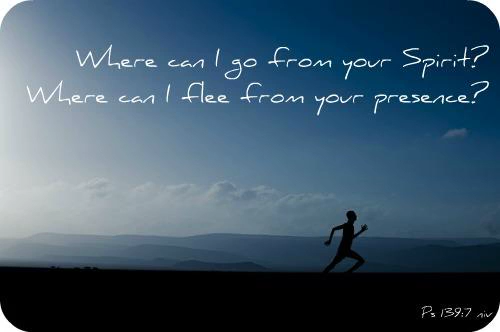 Where can I go from your Spirit?
Where can I flee from your presence?
Ps 139:7 niv